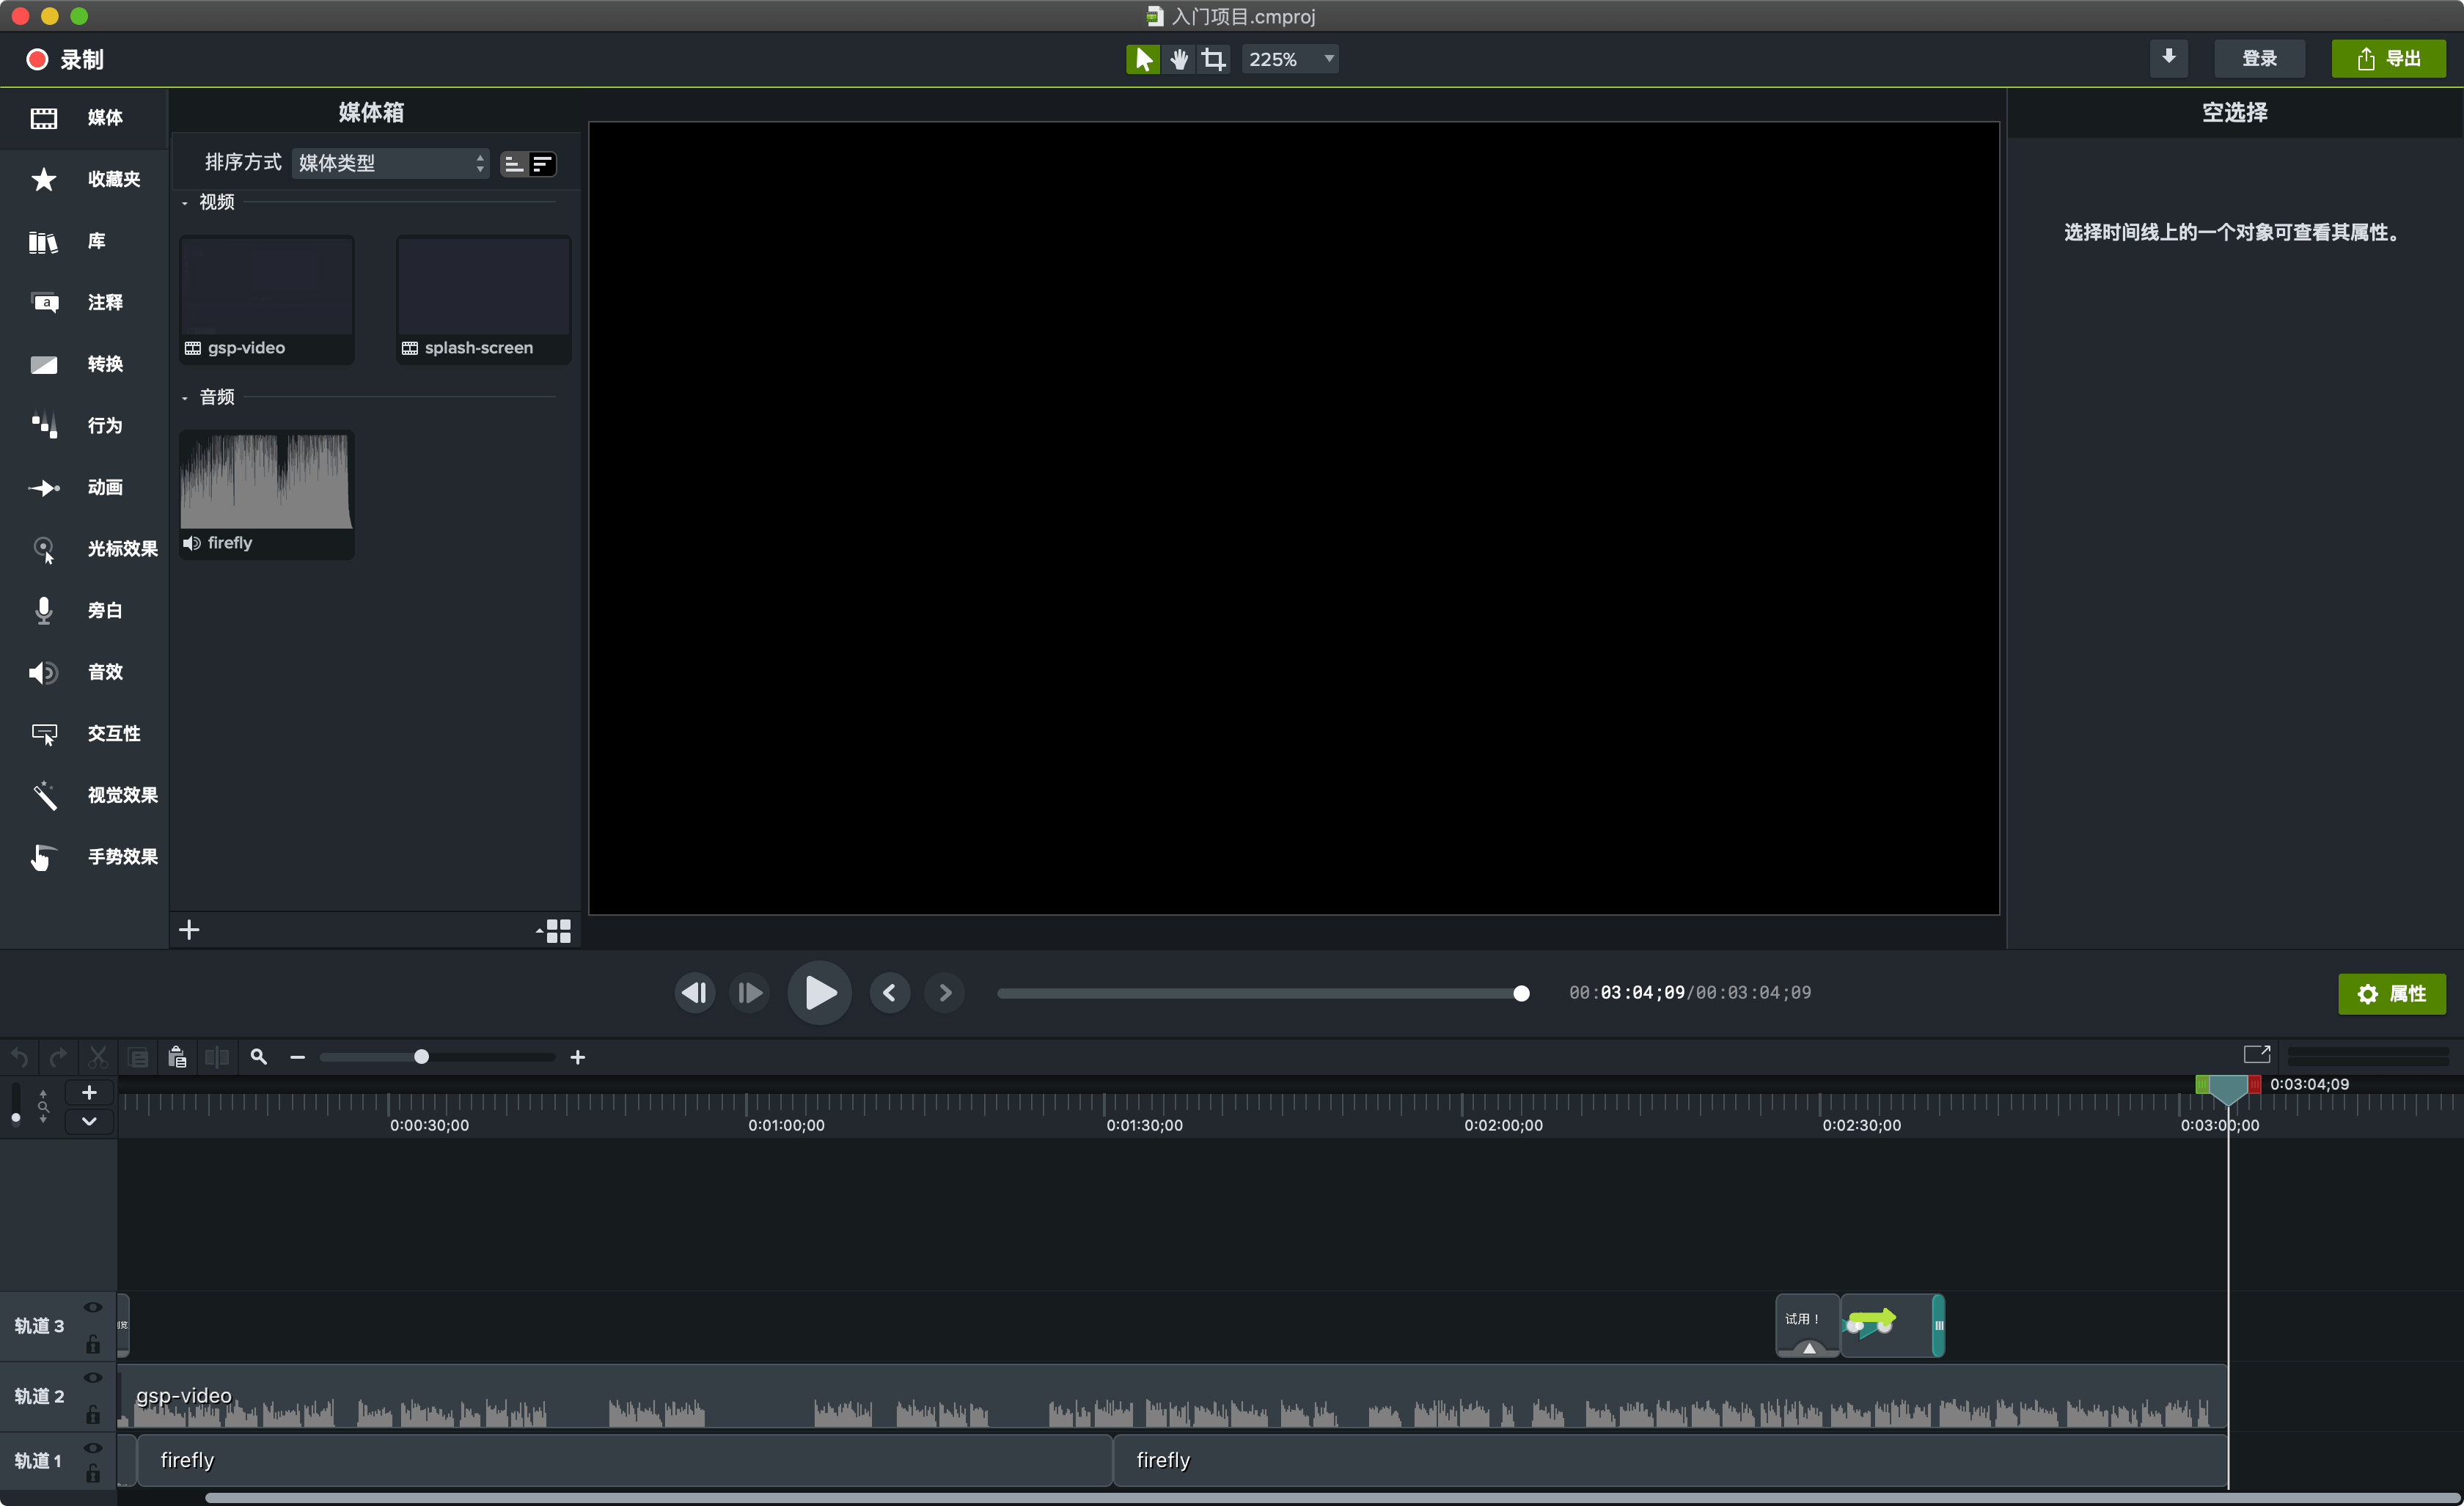 入门项目.cmproj
录制
225%
登录
导出
媒体
收藏夹
库
注释
转换
行为
动画
光标效果
旁白
音效
交互性
视觉效果
手势效果
媒体箱
排序方式
媒体类型
视频
gsp-video
splash-screen
音频
firefly
空选择
选择时间线上的一个对象可查看其属性。
00:03:04;09/00:03:04;09
属性
0:03:04;09
0:00:30;00
0:01:00;00
0:01:30;00
0:02:00;00
0:02:30;00
0:03:00;00
轨道 3
试用！
轨道 2
gsp-video
轨道 1
firefly
firefly